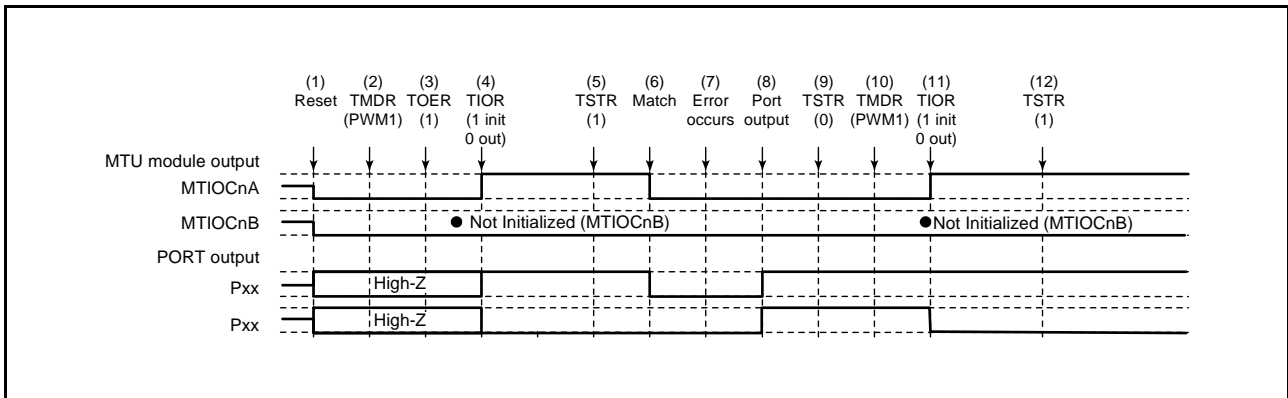 (1) (2) (3) (4) (5) (6) (7) (8) (9) (10) (11) (12)
Reset TMDR TOER TIOR TSTR Match Error Port TSTR TMDR TIOR TSTR
(PWM1) (1) (1 init (1) occurs output (0) (PWM1) (1 init (1)
0 out) 0 out)
MTU module output
MTIOCnA
MTIOCnB ● Not Initialized (MTIOCnB) ● Not Initialized (MTIOCnB)
PORT output
Pxx High-Z
Pxx High-Z